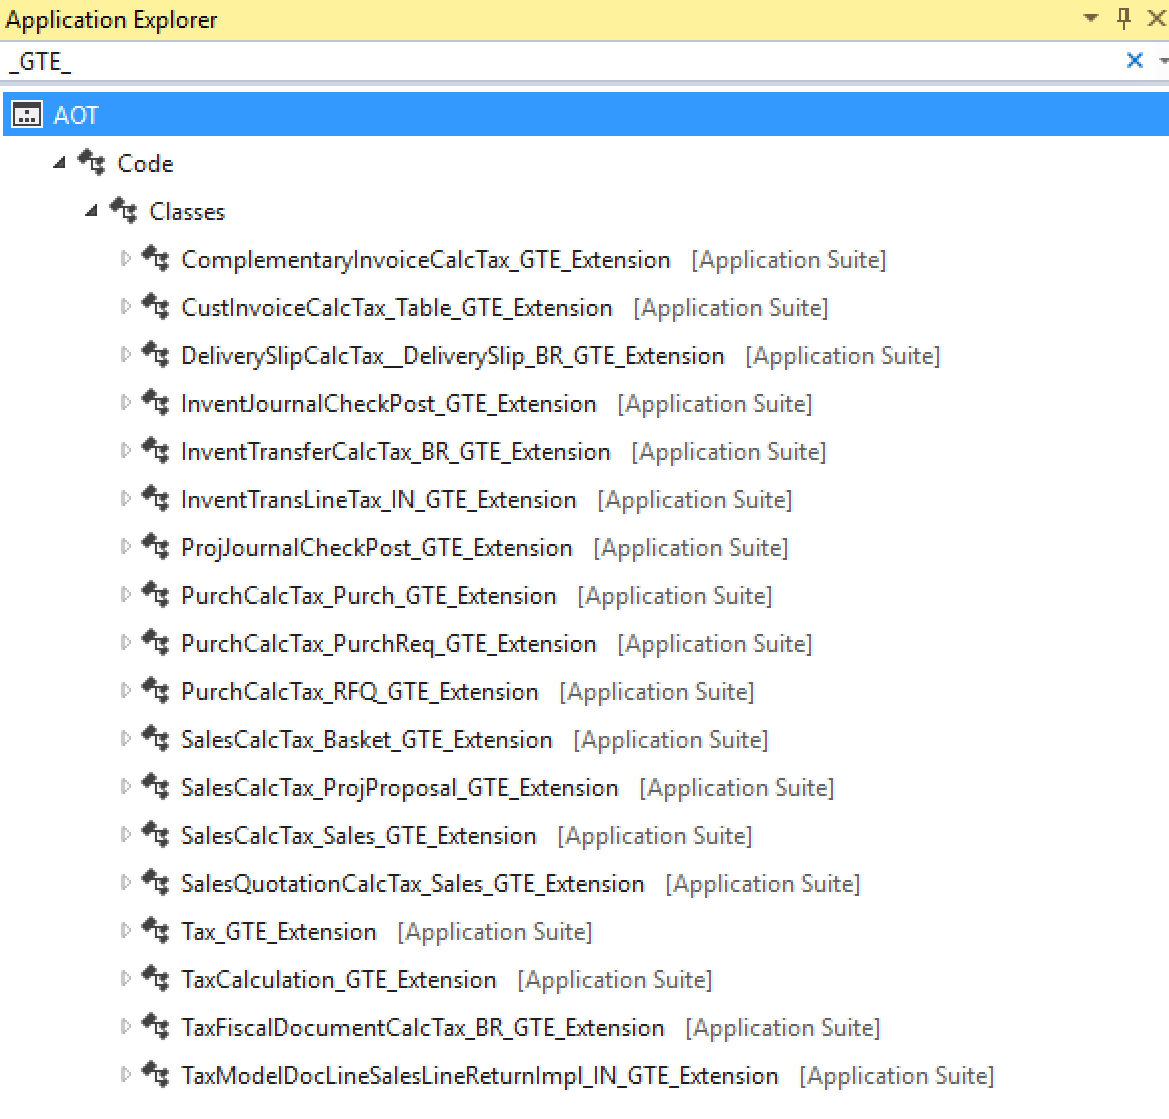 Application Explorer
_GTE_
AOT
Code
Classes
ComplementaryInvoiceCalcTax_GTE_Extension [Application Suite]
CustInvoiceCalcTax_Table_GTE_Extension [Application Suite]
DeliverySlipCalcTax__DeliverySlip_BR_GTE_Extension [Application Suite]
InventJournalCheckPost_GTE_Extension [Application Suite]
InventTransferCalcTax_BR_GTE_Extension [Application Suite]
InventTransLineTax_IN_GTE_Extension [Application Suite]
ProjJournalCheckPost_GTE_Extension [Application Suite]
PurchCalcTax_Purch_GTE_Extension [Application Suite]
PurchCalcTax_PurchReq_GTE_Extension [Application Suite]
PurchCalcTax_RFQ_GTE_Extension [Application Suite]
SalesCalcTax_Basket_GTE_Extension [Application Suite]
SalesCalcTax_ProjProposal_GTE_Extension [Application Suite]
SalesCalcTax_Sales_GTE_Extension [Application Suite]
SalesQuotationCalcTax_Sales_GTE_Extension [Application Suite]
Tax_GTE_Extension [Application Suite]
TaxCalculation_GTE_Extension [Application Suite]
TaxFiscalDocumentCalcTax_BR_GTE_Extension [Application Suite]
TaxModelDocLineSalesLineReturnImpl_IN_GTE_Extension [Application Suite]